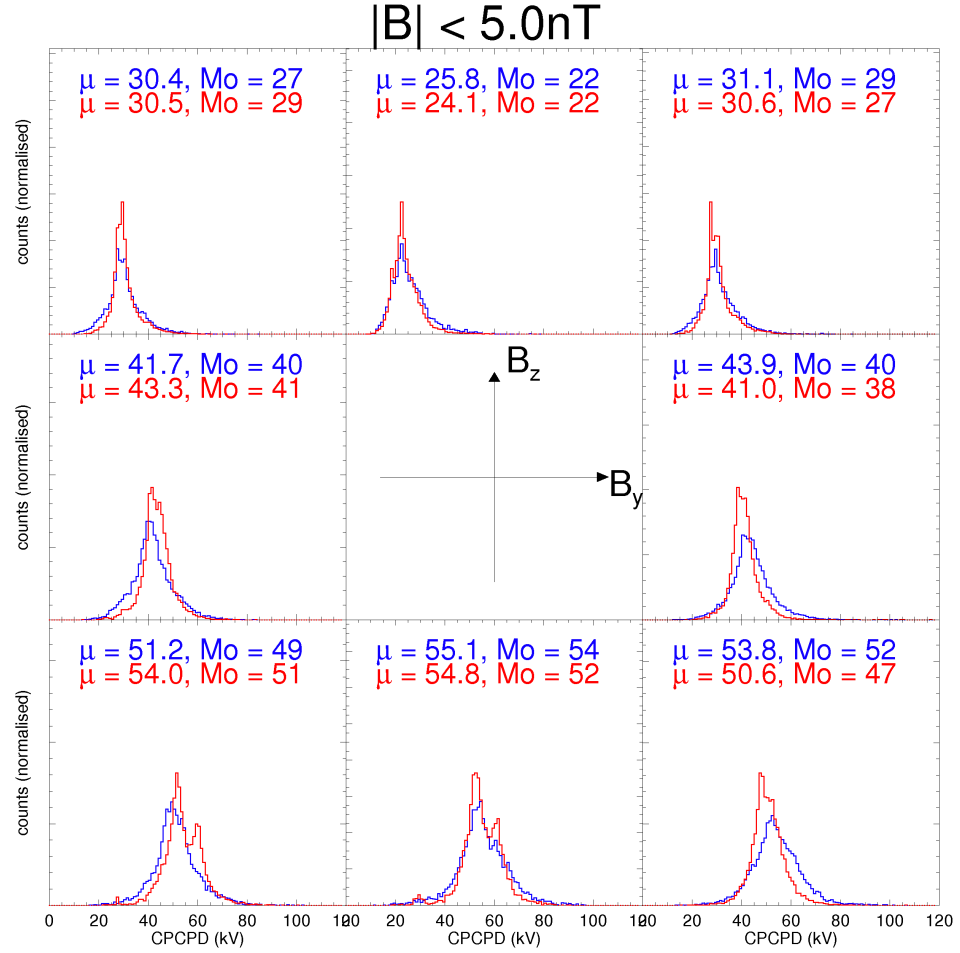 |B| < 5.0nT
μ = 30.4, Mo = 27
μ = 30.5, Mo = 29
μ = 25.8, Mo = 22
μ = 24.1, Mo = 22
μ = 31.1, Mo = 29
μ = 30.6, Mo = 27
counts (normalised)
μ = 41.7, Mo = 40
μ = 43.3, Mo = 41
Bz
By
μ = 43.9, Mo = 40
μ = 41.0, Mo = 38
counts (normalised)
μ = 51.2, Mo = 49
μ = 54.0, Mo = 51
μ = 55.1, Mo = 54
μ = 54.8, Mo = 52
μ = 53.8, Mo = 52
μ = 50.6, Mo = 47
counts (normalised)
0 20 40 60 80 100 20 40 60 80 100 20 40 60 80 100 120
CPCPD (kV) CPCPD (kV) CPCPD (kV)